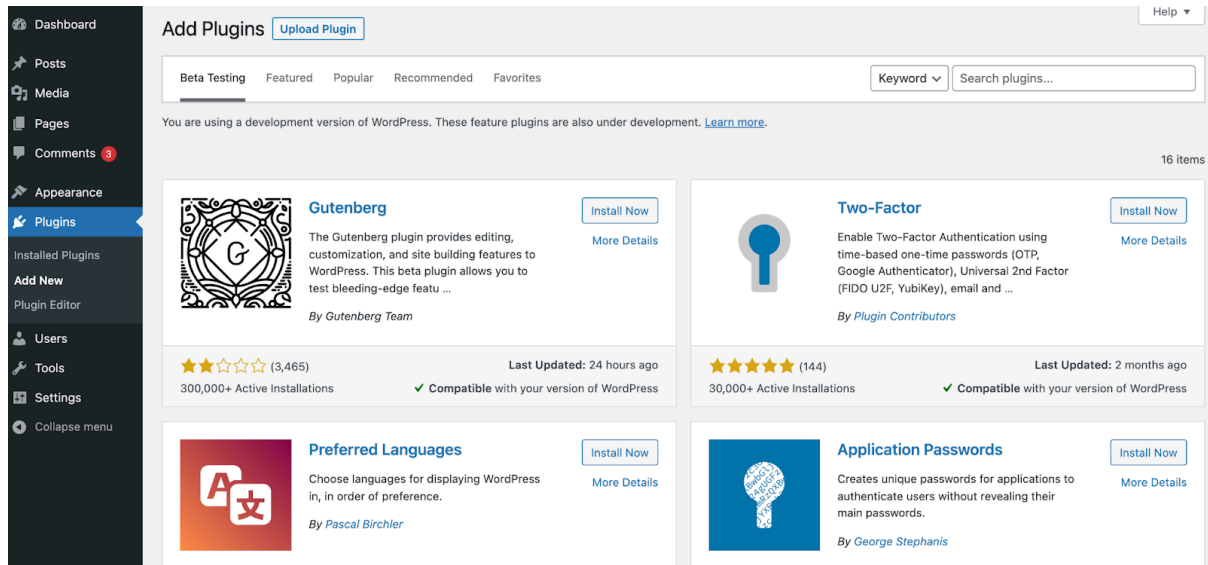 Dashboard
Posts
Media
Pages
Comments 3
Appearance
Plugins
Installed Plugins
Add New
Plugin Editor
Users
Tools
Settings
Collapse menu
Help ▼
Add Plugins Upload Plugin
Beta Testing Featured Popular Recommended Favorites Keyword Search plugins...
You are using a development version of WordPress. These feature plugins are also under development. Learn more.
16 items
Gutenberg
Install Now
More Details
The Gutenberg plugin provides editing,
customization, and site building features to
WordPress. This beta plugin allows you to
test bleeding-edge featu ...
By Gutenberg Team
G
(3,465)
300,000+ Active Installations
Last Updated: 24 hours ago
✓ Compatible with your version of WordPress
Two-Factor
Install Now
More Details
Enable Two-Factor Authentication using
time-based one-time passwords (OTP,
Google Authenticator), Universal 2nd Factor
(FIDO U2F, YubiKey), email and ...
By Plugin Contributors
(144)
30,000+ Active Installations
Last Updated: 2 months ago
✓ Compatible with your version of WordPress
A
文
Preferred Languages
Install Now
More Details
Choose languages for displaying WordPress
in, in order of preference.
By Pascal Birchler
Application Passwords
Install Now
More Details
Creates unique passwords for applications to
authenticate users without revealing their
main passwords.
By George Stephanis